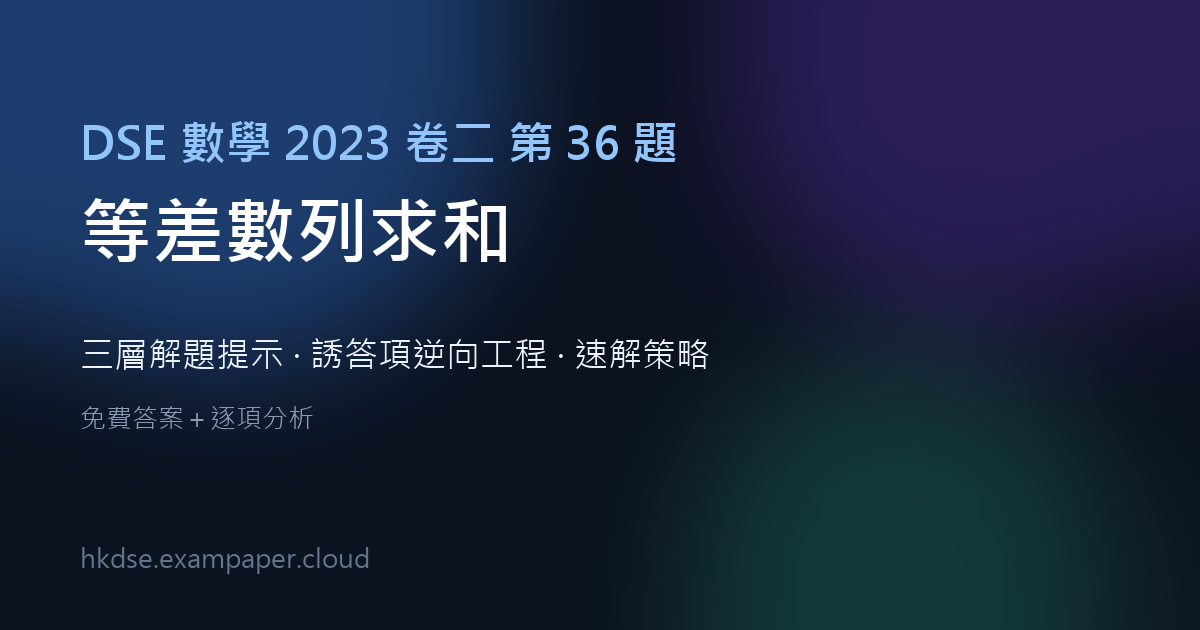 DSE 數學 2023 卷二 第 36 題
等差數列求和
三層解題提示 · 誘答項逆向工程 · 速解策略
免費答案 + 逐項分析
hkdse.exampaper.cloud